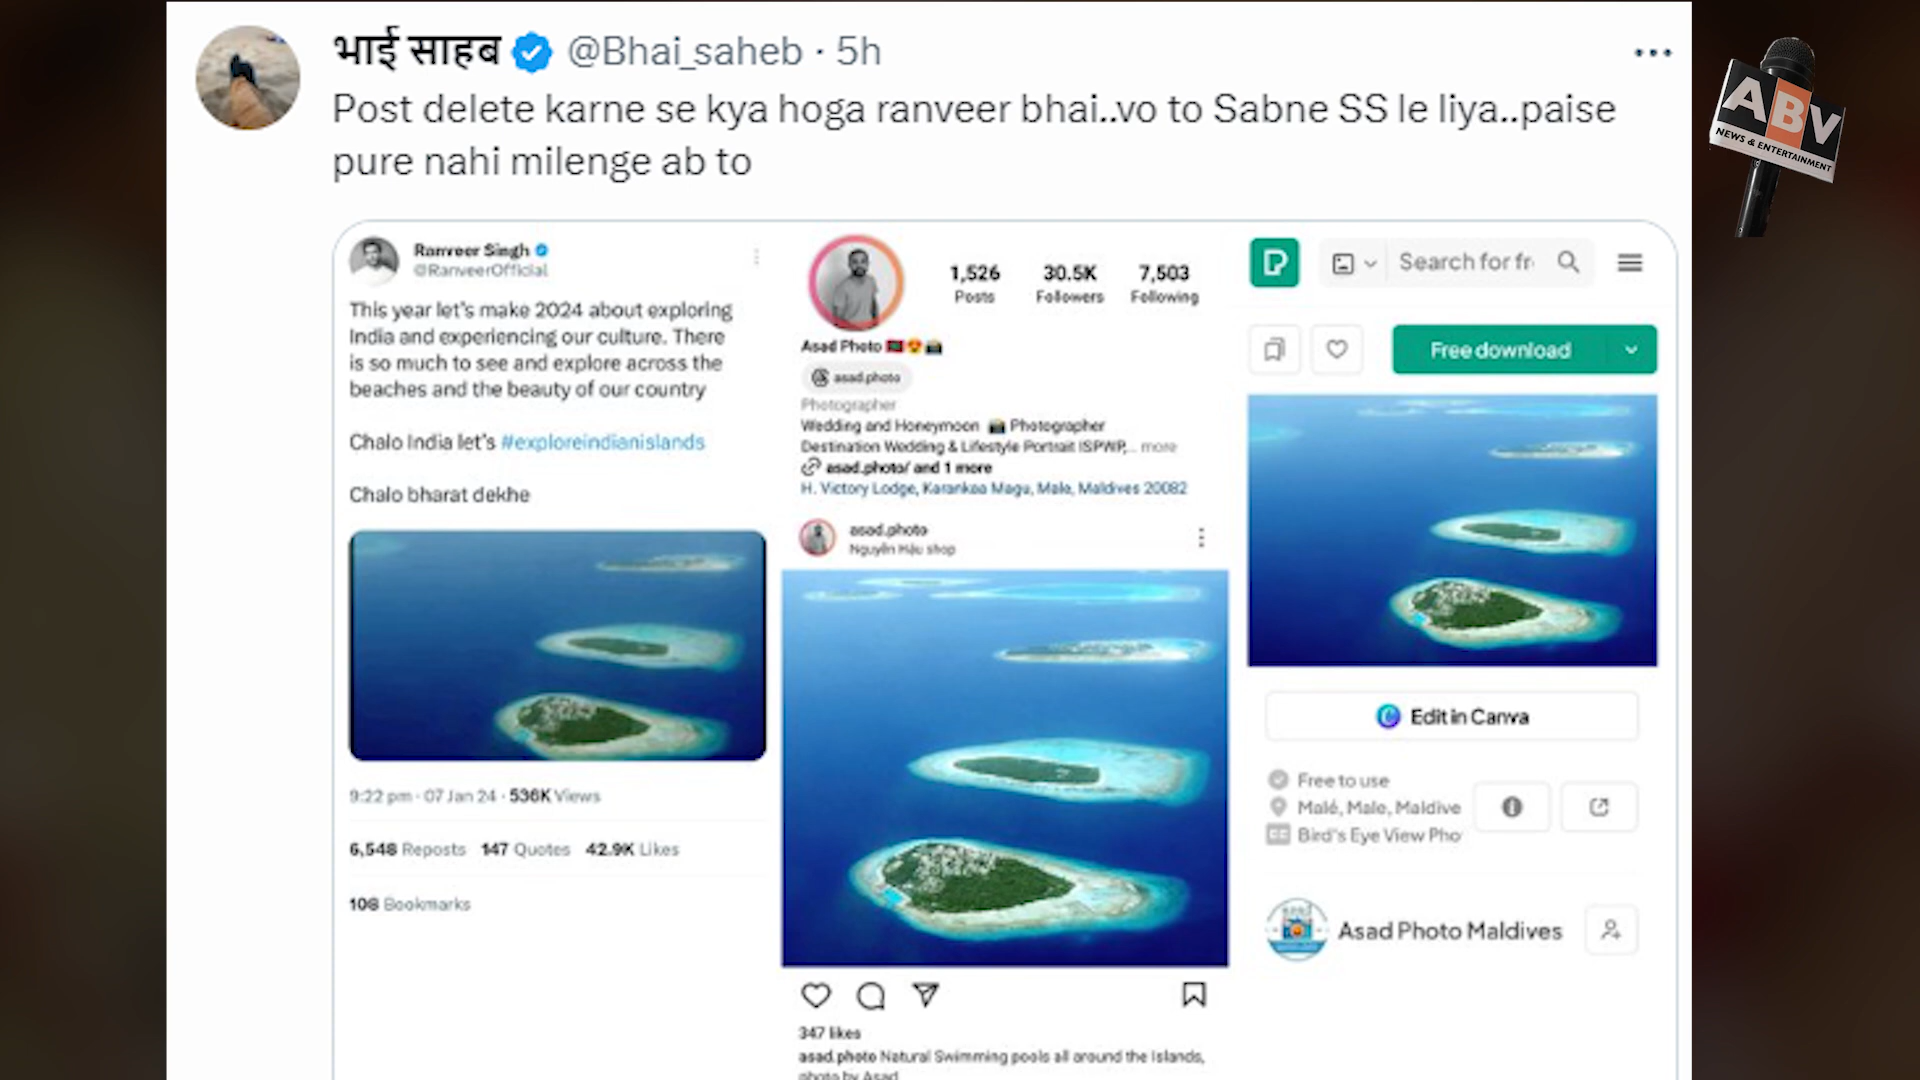 भाई साहब @Bhai_saheb · 5h
Post delete karne se kya hoga ranveer bhai..vo to Sabne SS le liya..paise
pure nahi milenge ab to
Ranveer Singh
@RanveerOfficial
This year let's make 2024 about exploring
India and experiencing our culture. There
is so much to see and explore across the
beaches and the beauty of our country
Chalo India let's #exploreindianislands
Chalo bharat dekhe
9:22 pm · 07 Jan 24 · 536K Views
6,548 Reposts 147 Quotes 42.9K Likes
108 Bookmarks
1,526 30.5K 7,503
Posts Followers Following
Asad Photo
asad.photo
Photographer
Wedding and Honeymoon Photographer
Destination Wedding & Lifestyle Portrait ISPWP,... more
asad.photo/ and 1 more
H. Victory Lodge, Karankaa Magu, Male, Maldives 20082
asad.photo
Nguyễn Hậu shop
347 likes
asad.photo Natural Swimming pools all around the Islands,
photo by Asad
Search for fr
Free download
Edit in Canva
Free to use
Malé, Male, Maldive
Bird's Eye View Pho
Asad Photo Maldives
ABV
NEWS & ENTERTAINMENT